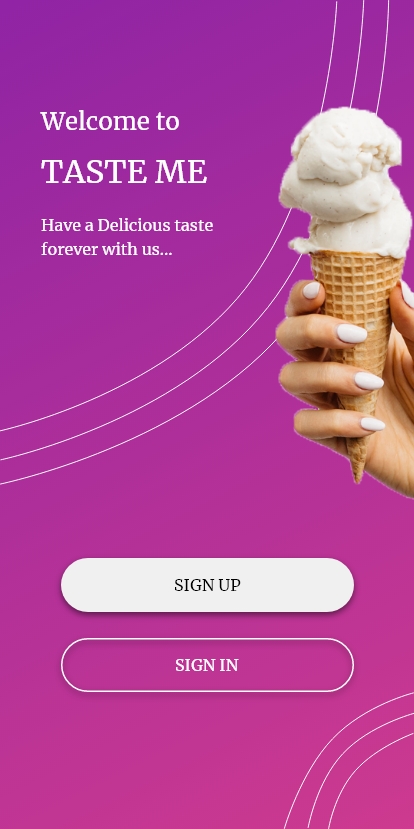 Welcome to
TASTE ME
Have a Delicious taste
forever with us...
SIGN UP
SIGN IN